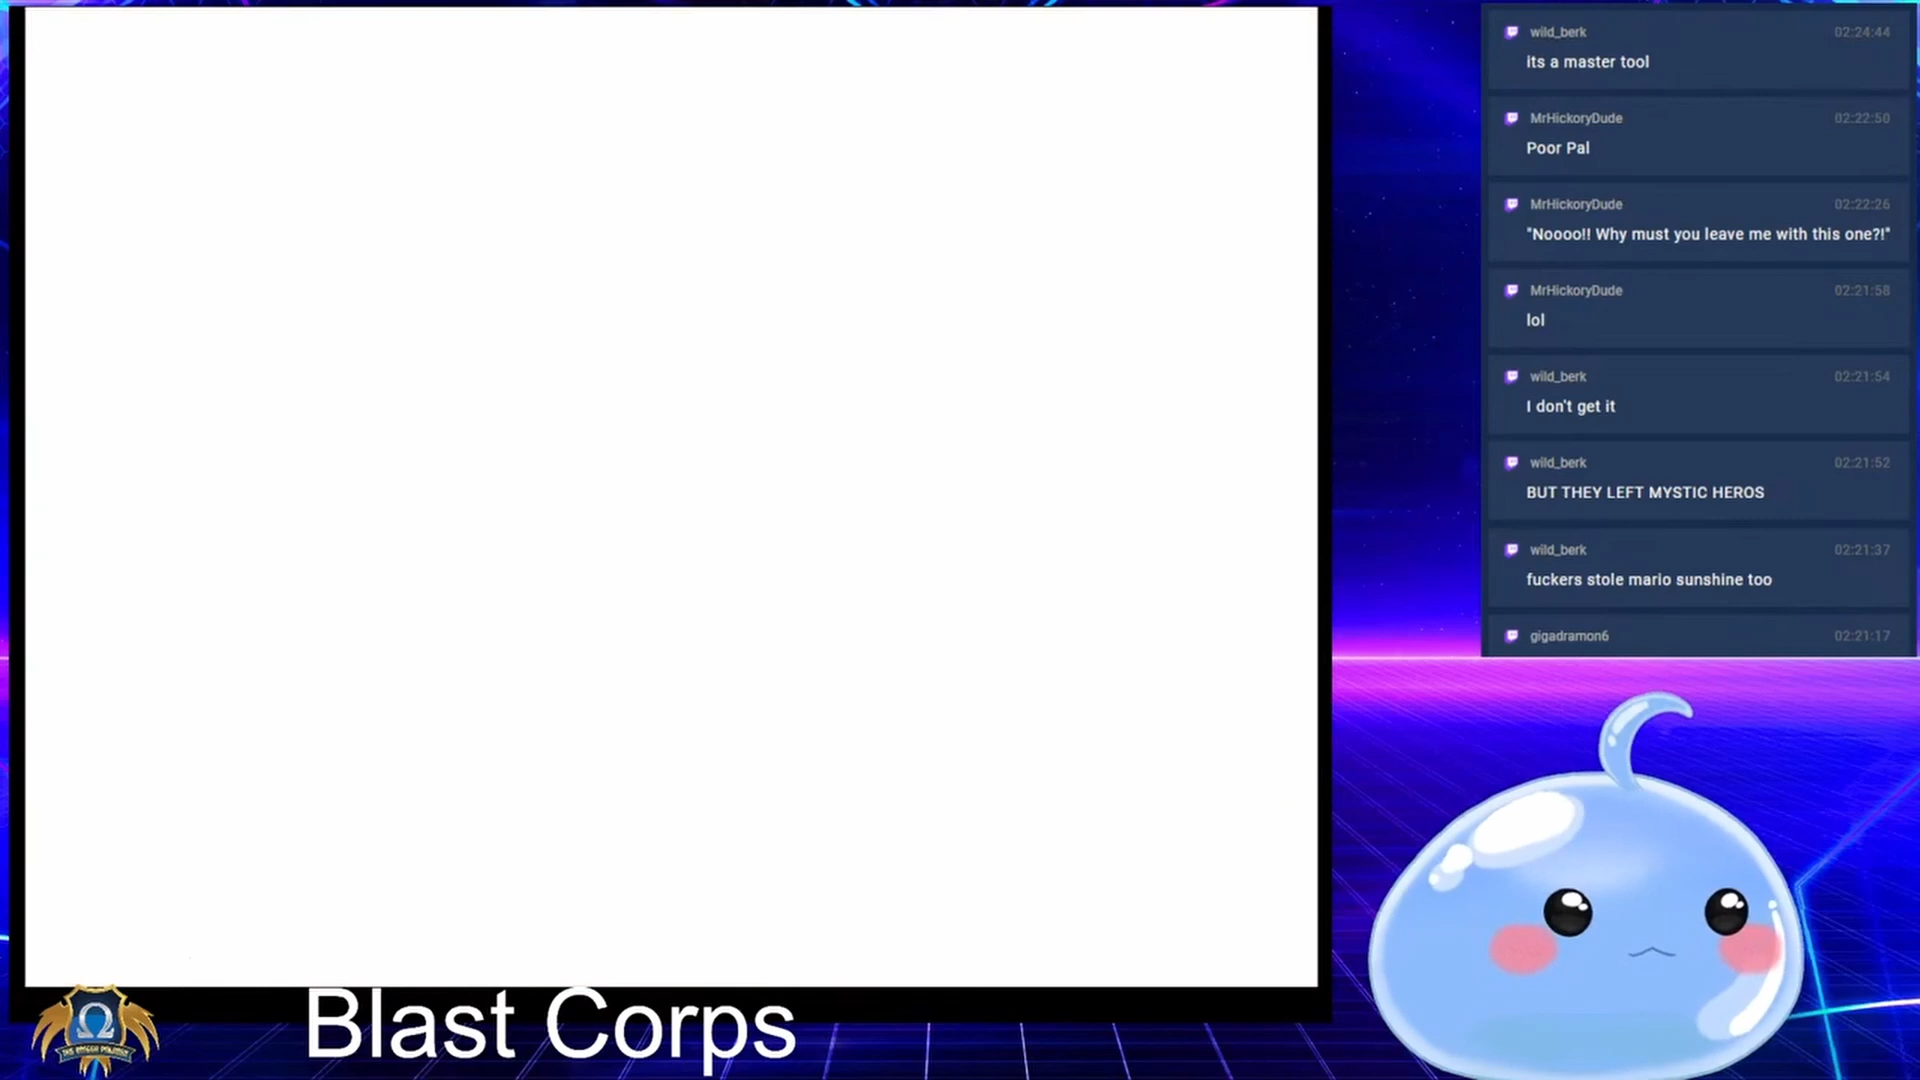 wild_berk 02:24:44
its a master tool
MrHickoryDude 02:22:50
Poor Pal
MrHickoryDude 02:22:26
"Noooo!! Why must you leave me with this one?!"
MrHickoryDude 02:21:58
lol
wild_berk 02:21:54
I don't get it
wild_berk 02:21:52
BUT THEY LEFT MYSTIC HEROS
wild_berk 02:21:37
fuckers stole mario sunshine too
gigadramon6 02:21:17
Blast Corps